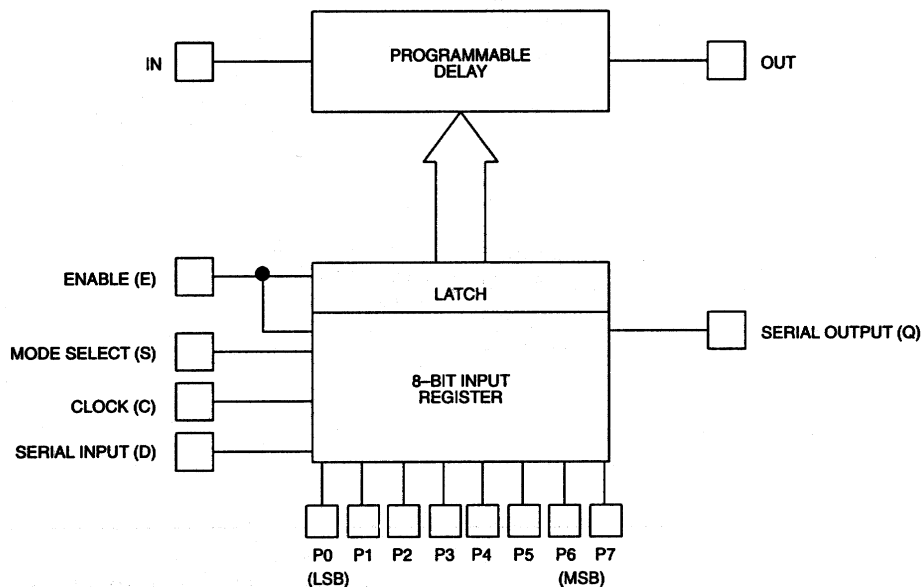 IN
PROGRAMMABLE
DELAY
OUT
ENABLE (E)
LATCH
SERIAL OUTPUT (Q)
MODE SELECT (S)
8–BIT INPUT
REGISTER
CLOCK (C)
SERIAL INPUT (D)
P0 P1 P2 P3 P4 P5 P6 P7
(LSB) (MSB)